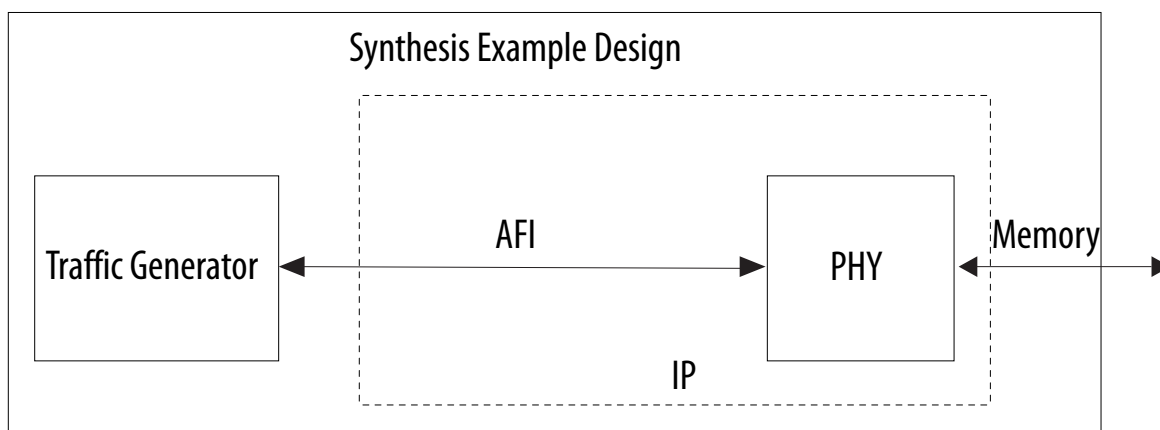 Synthesis Example Design
Traffic Generator
AFI
PHY
Memory
IP